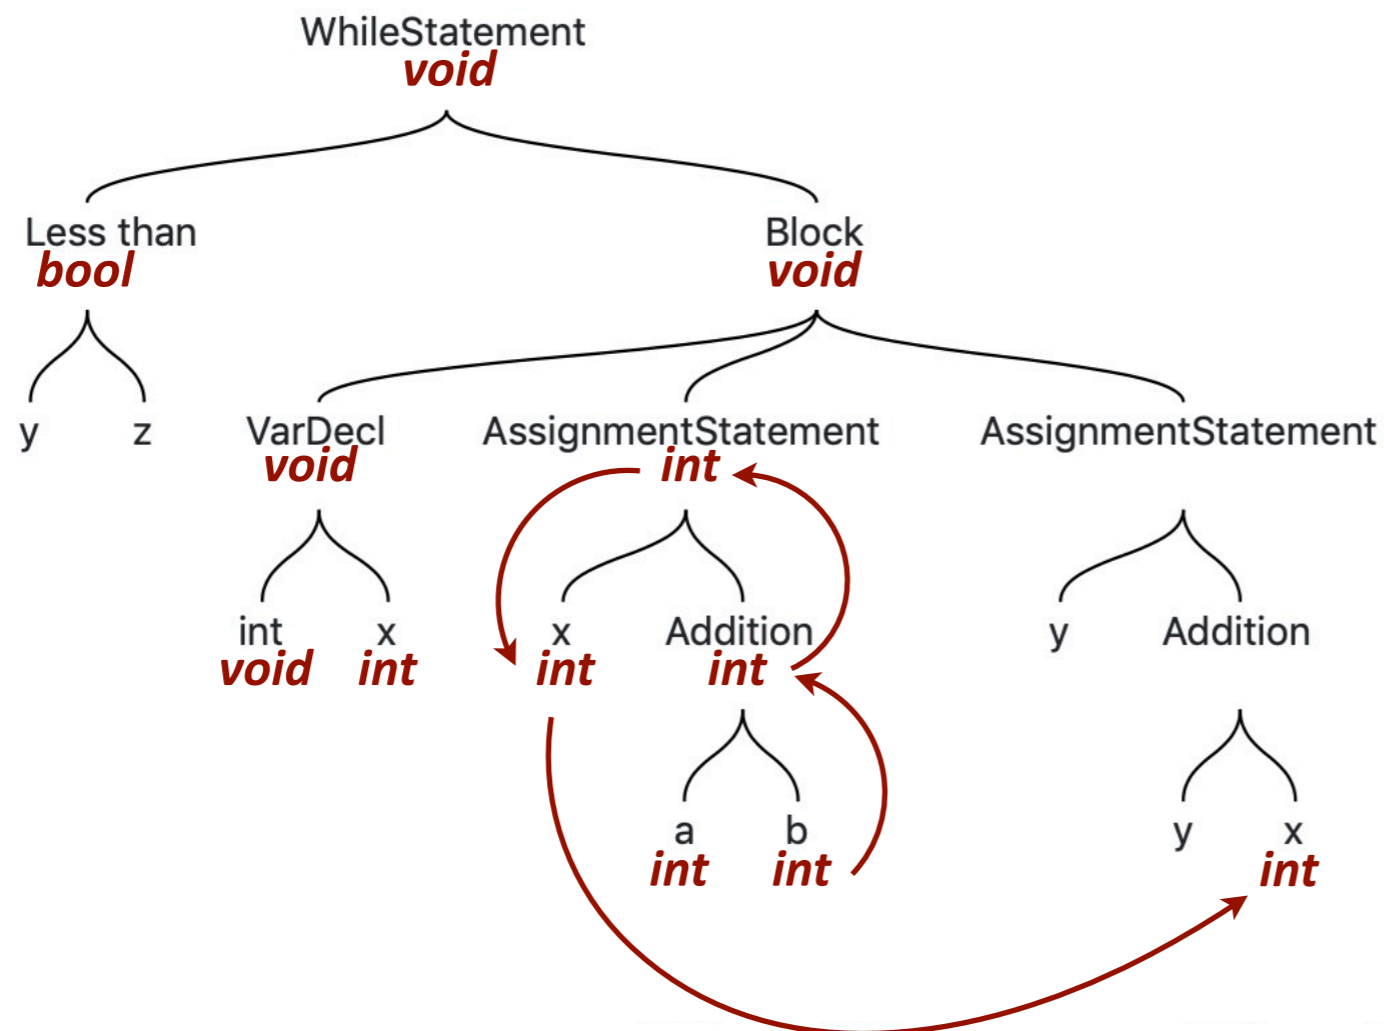 WhileStatement
void
Less than
bool
Block
void
y z
VarDecl
void
AssignmentStatement
int
AssignmentStatement
int
void
x
int
x
int
Addition
int
y
Addition
a
int
b
int
y
x
int